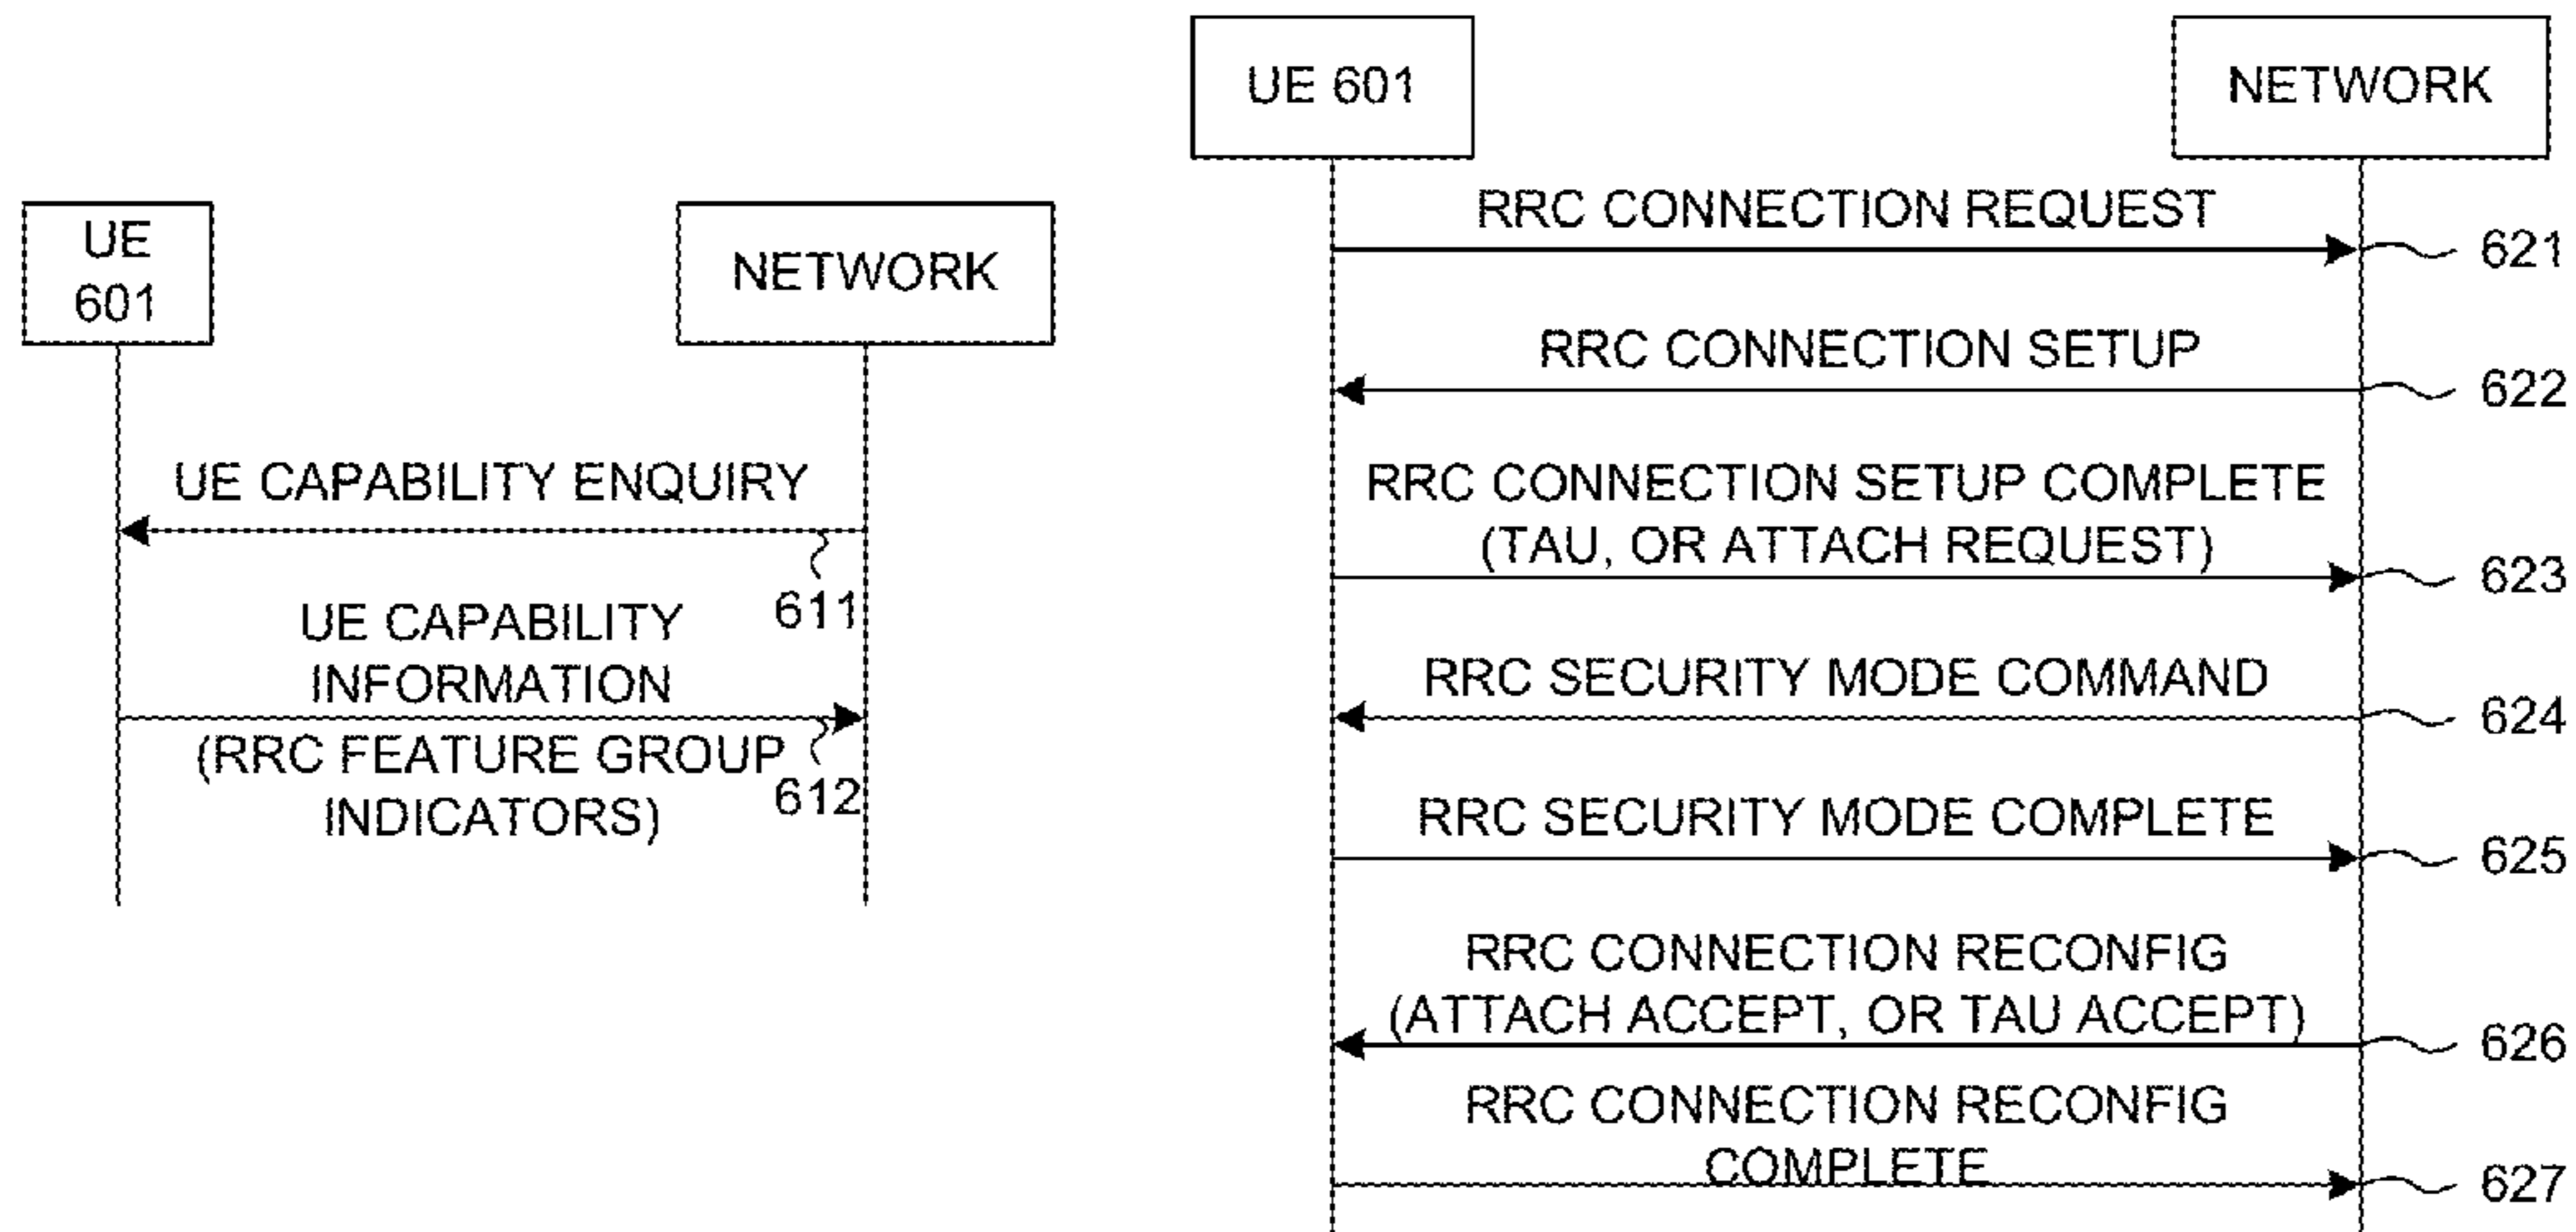 UE
601
NETWORK
UE CAPABILITY ENQUIRY
611
UE CAPABILITY
INFORMATION
(RRC FEATURE GROUP
INDICATORS)
612
UE 601
NETWORK
RRC CONNECTION REQUEST
621
RRC CONNECTION SETUP
622
RRC CONNECTION SETUP COMPLETE
(TAU, OR ATTACH REQUEST)
623
RRC SECURITY MODE COMMAND
624
RRC SECURITY MODE COMPLETE
625
RRC CONNECTION RECONFIG
(ATTACH ACCEPT, OR TAU ACCEPT)
626
RRC CONNECTION RECONFIG
COMPLETE
627